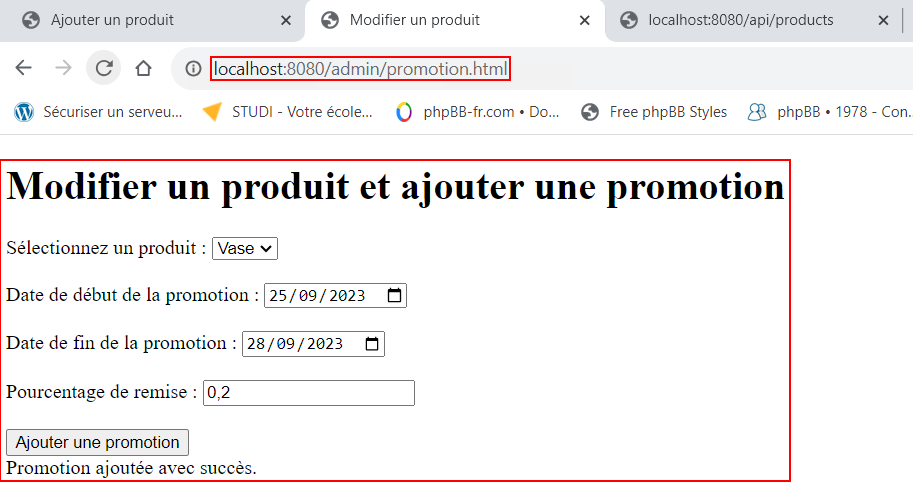 Ajouter un produit
Modifier un produit
localhost:8080/api/products
localhost:8080/admin/promotion.html
Sécuriser un serveu...
STUDI - Votre école...
phpBB-fr.com • Do...
Free phpBB Styles
phpBB • 1978 - Con...
Modifier un produit et ajouter une promotion
Sélectionnez un produit : Vase
Date de début de la promotion : 25/09/2023
Date de fin de la promotion : 28/09/2023
Pourcentage de remise : 0,2
Ajouter une promotion
Promotion ajoutée avec succès.